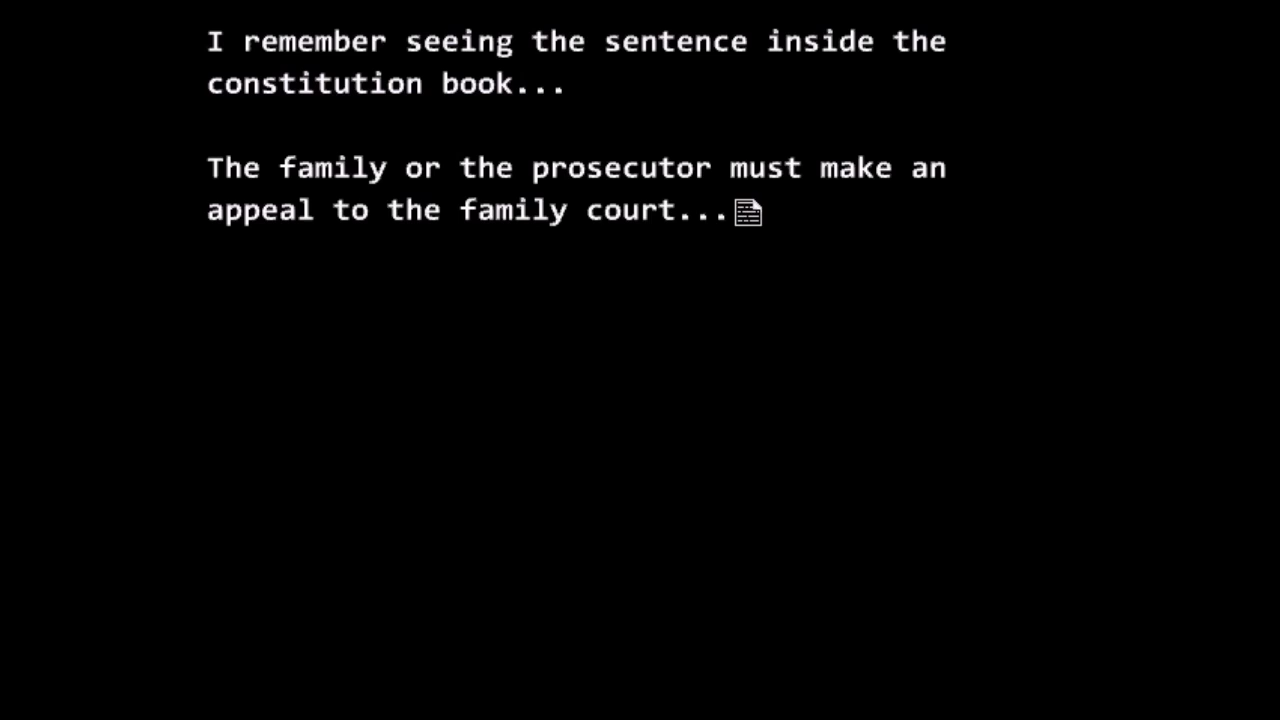 I remember seeing the sentence inside the
constitution book...
The family or the prosecutor must make an
appeal to the family court...